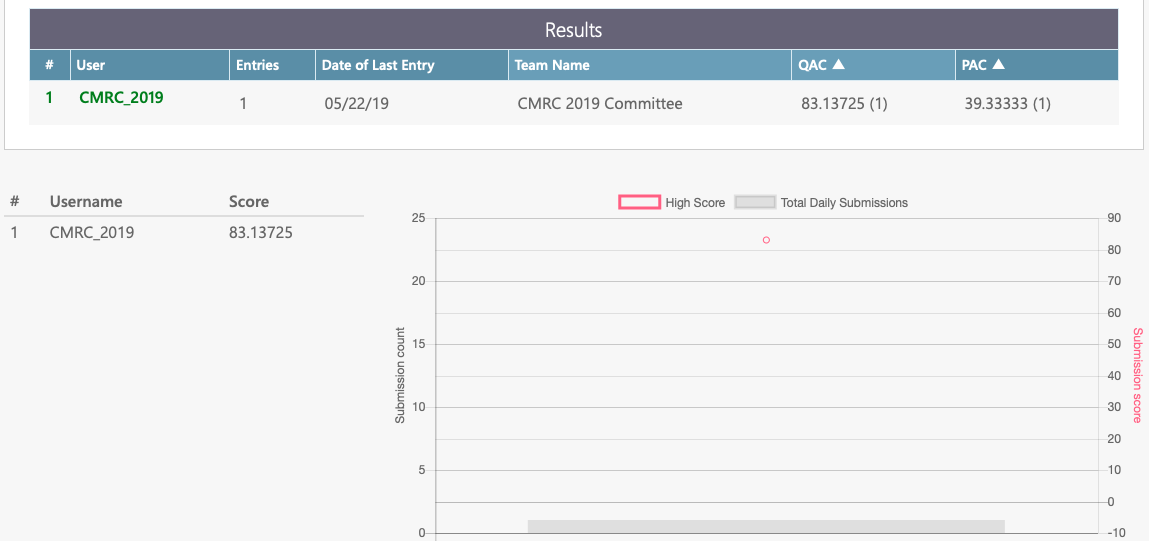 Results
# User Entries Date of Last Entry Team Name QAC ▲ PAC ▲
1 CMRC_2019 1 05/22/19 CMRC 2019 Committee 83.13725 (1) 39.33333 (1)
# Username Score
1 CMRC_2019 83.13725
High Score Total Daily Submissions
25 90
80
20 70
60
15 50
40
10 30
20
5 10
0
0 -10
Submission count
Submission score